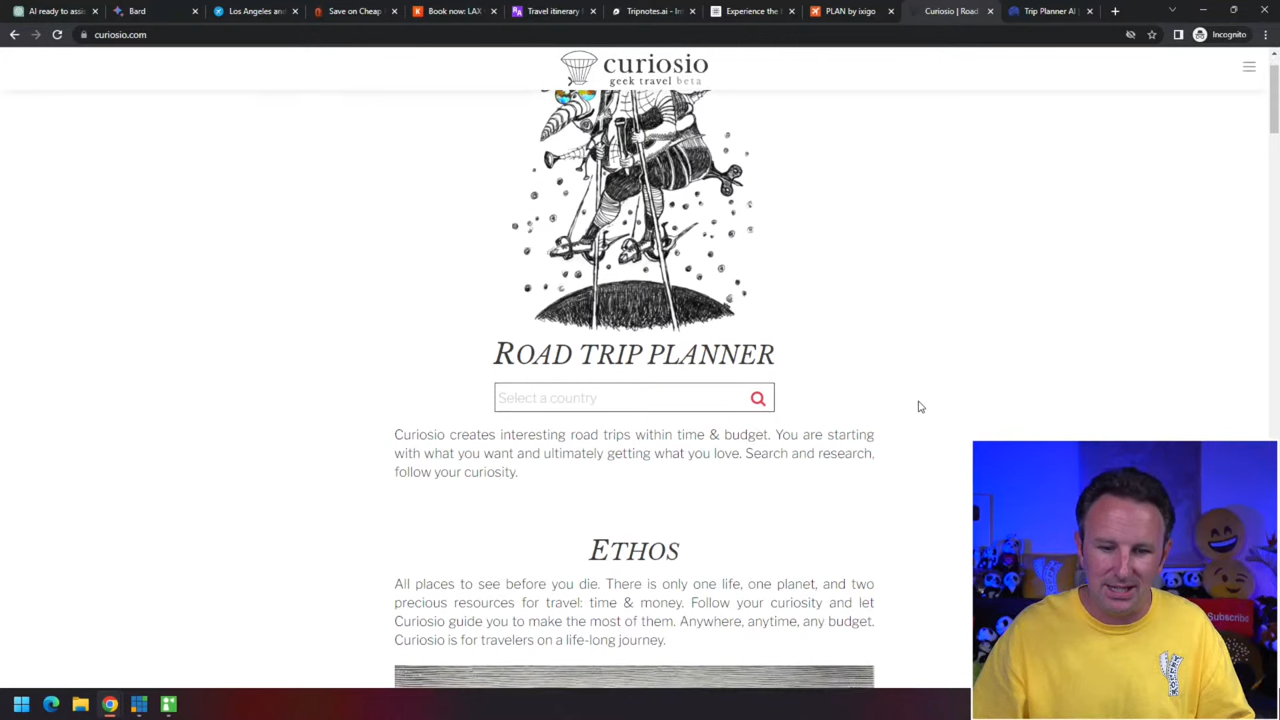 AI ready to assis
Bard
Los Angeles and
Save on Cheap
Book now: LAX
Travel itinerary
Tripnotes.ai - In
Experience the
PLAN by ixigo
Curiosio | Road
Trip Planner AI
curiosio.com
Incognito
curiosio
geek travel beta
ROAD TRIP PLANNER
Select a country
Curiosio creates interesting road trips within time & budget. You are starting
with what you want and ultimately getting what you love. Search and research,
follow your curiosity.
ETHOS
All places to see before you die. There is only one life, one planet, and two
precious resources for travel: time & money. Follow your curiosity and let
Curiosio guide you to make the most of them. Anywhere, anytime, any budget.
Curiosio is for travelers on a life-long journey.
Subscribe